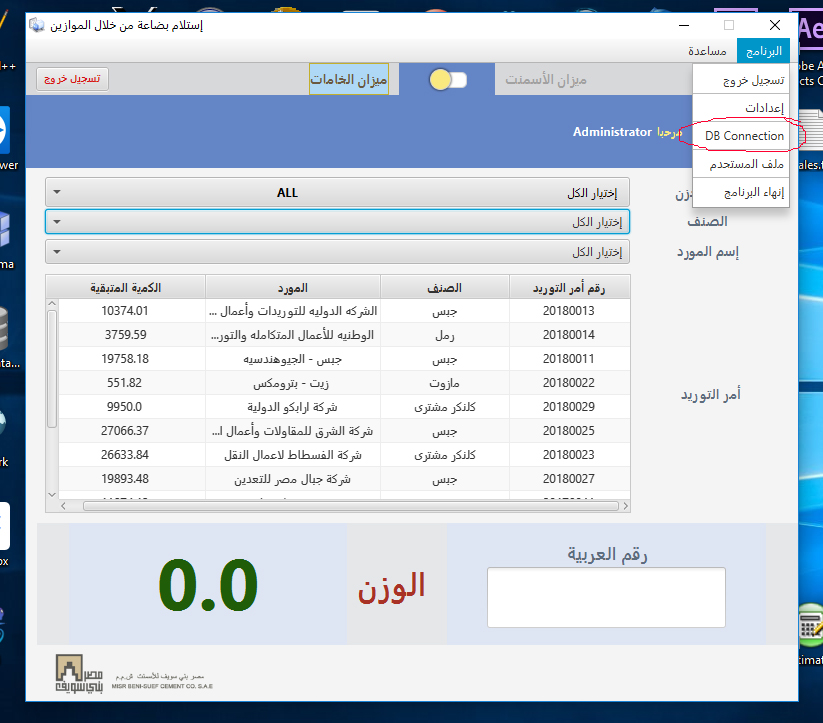 إستلام بضاعة من خلال الموازين
البرنامج
مساعدة
تسجيل خروج
إعدادات
DB Connection
ملف المستخدم
إنهاء البرنامج
ميزان الأسمنت
ميزان الخامات
تسجيل خروج
مرحبا Administrator
إختيار الكل ALL
الصنف
إختيار الكل
إسم المورد
إختيار الكل
أمر التوريد
رقم أمر التوريد الصنف المورد الكمية المتبقية
20180013 جبس الشركه الدوليه للتوريدات وأعمال ... 10374.01
20180014 رمل الوطنيه للأعمال المتكامله والتور... 3759.59
20180011 جبس جبس - الجيوهندسيه 19758.18
20180022 مازوت زيت - بترومكس 551.82
20180029 كلنكر مشترى شركة ارابكو الدولية 9950.0
20180025 جبس شركة الشرق للمقاولات وأعمال ا... 27066.37
20180023 كلنكر مشترى شركة الفسطاط لاعمال النقل 26633.84
20180027 جبس شركة جبال مصر للتعدين 19893.48
رقم العربية
الوزن
0.0
مصر بني سويف
مصر بني سويف للأسمنت ش.م.م
MISR BENI-SUEF CEMENT CO. S.A.E